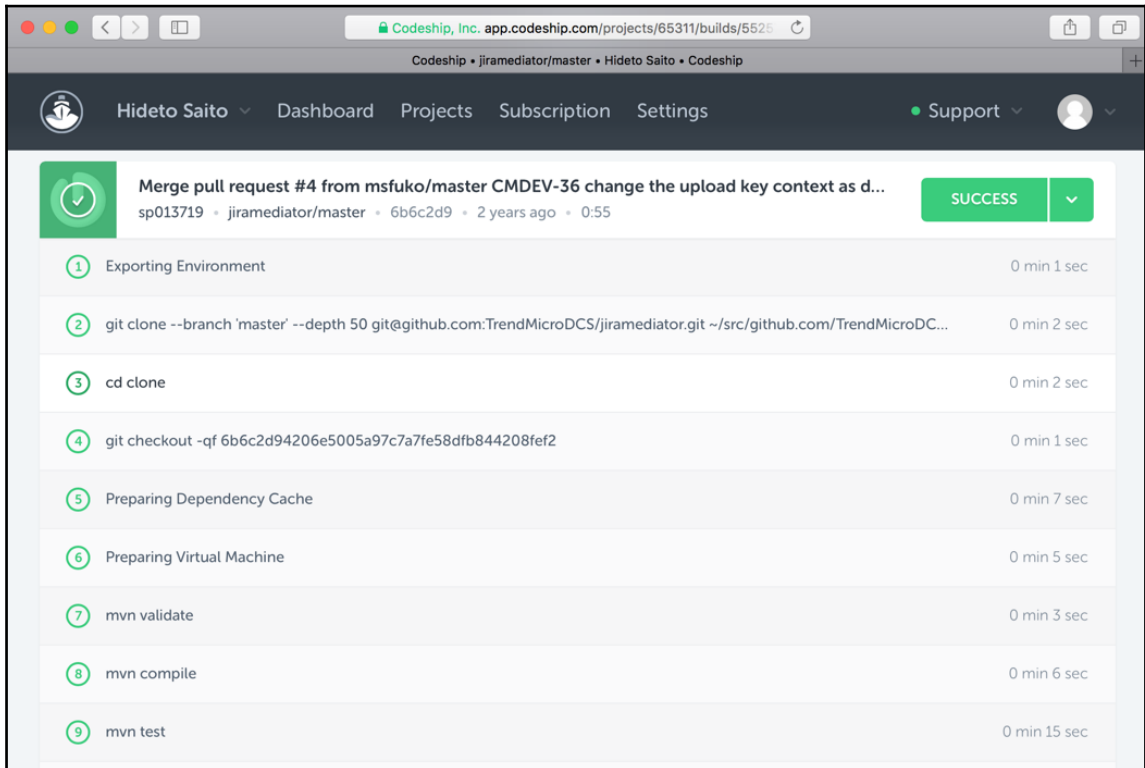 Codeship, Inc. app.codeship.com/projects/65311/builds/5525
Codeship • jiramediator/master • Hideto Saito • Codeship
Hideto Saito Dashboard Projects Subscription Settings Support
Merge pull request #4 from msfuko/master CMDEV-36 change the upload key context as d...
SUCCESS
sp013719 • jiramediator/master • 6b6c2d9 • 2 years ago • 0:55
1 Exporting Environment 0 min 1 sec
2 git clone --branch 'master' --depth 50 git@github.com:TrendMicroDCS/jiramediator.git ~/src/github.com/TrendMicroDC... 0 min 2 sec
3 cd clone 0 min 2 sec
4 git checkout -qf 6b6c2d94206e5005a97c7a7fe58dfb844208fef2 0 min 1 sec
5 Preparing Dependency Cache 0 min 7 sec
6 Preparing Virtual Machine 0 min 5 sec
7 mvn validate 0 min 3 sec
8 mvn compile 0 min 6 sec
9 mvn test 0 min 15 sec